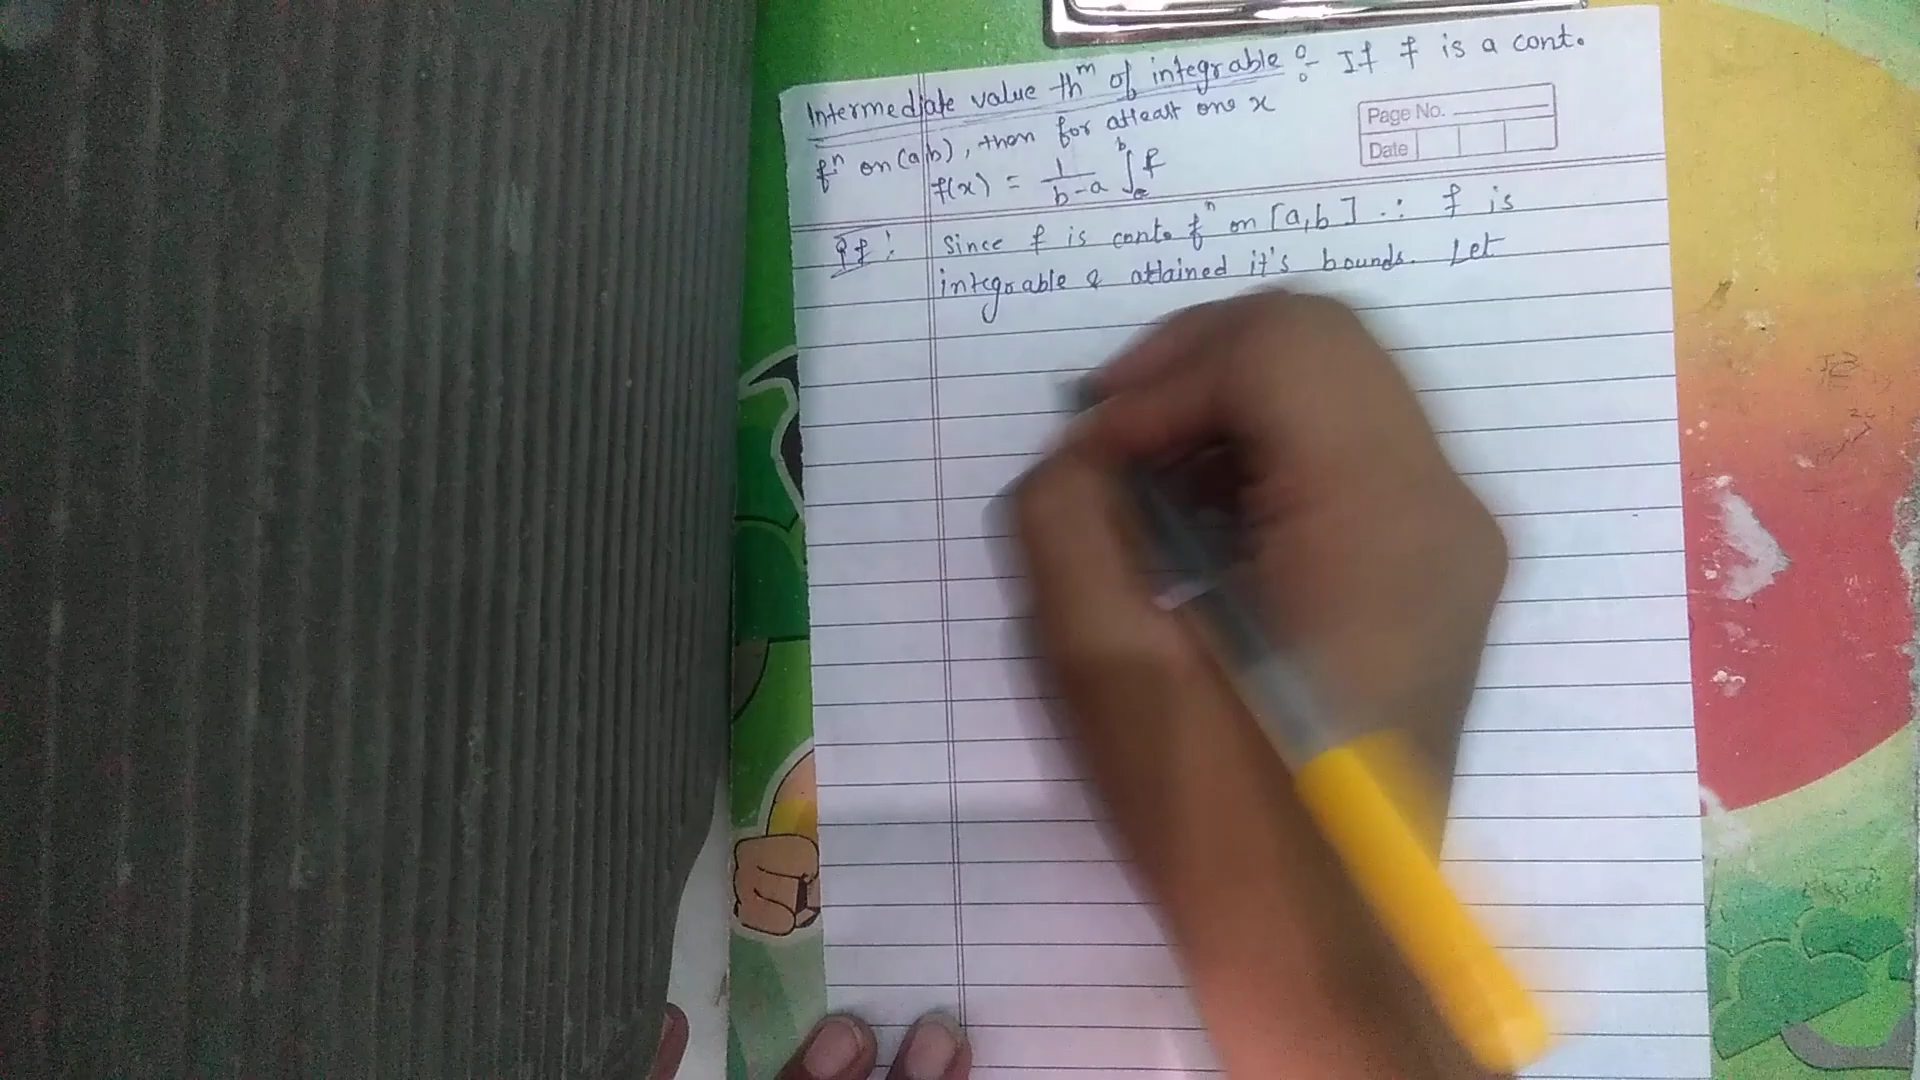 Intermediate value thᵐ of integrable :- If f is a cont.
fⁿ on (a,b), then for atleast one x
f(x) = 1/(b-a) ∫ₐᵇ f
Page No.
Date
Pf: Since f is cont. fⁿ on [a,b] ∴ f is
integrable & attained it's bounds. Let